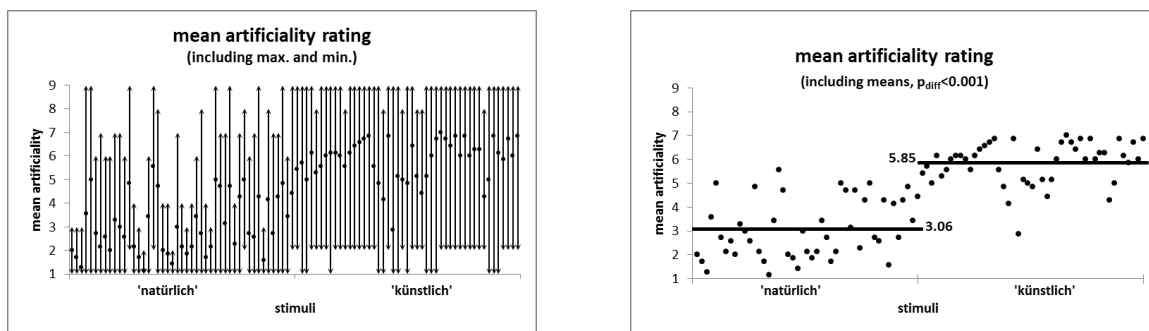 mean artificiality rating
(including max. and min.)
mean artificiality
9
8
7
6
5
4
3
2
1
'natürlich' 'künstlich'
stimuli
mean artificiality rating
(including means, pdiff<0.001)
mean artificiality
9
8
7
6
5
4
3
2
1
5.85
3.06
'natürlich' 'künstlich'
stimuli